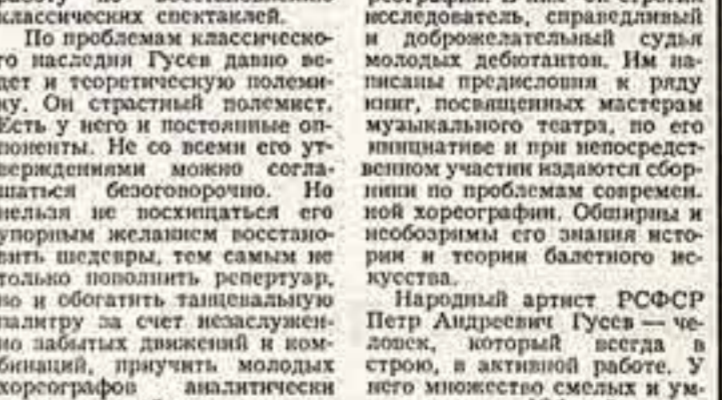 классических спектаклей.
По проблемам классическо-
го наследия Гусев давно ве-
дет и теоретическую полеми-
ку. Он страстный полемист.
Есть у него и постоянные оп-
поненты. Не со всеми его ут-
верждениями можно согла-
шаться безоговорочно. Но
нельзя не восхищаться его
упорным желанием восстано-
вить шедевры, тем самым не
только пополнить репертуар,
но и обогатить танцевальную
палитру за счет незаслужен-
но забытых движений и ком-
бинаций, приучить молодых
хореографов аналитически
исследователь, справедливый
и доброжелательный судья
молодых дебютантов. Им на-
писаны предисловия к ряду
книг, посвященных мастерам
музыкального театра, по его
инициативе и при непосредст-
венном участии издаются сбор-
ники по проблемам современ-
ной хореографии. Обширны и
необозримы его знания исто-
рии и теории балетного ис-
кусства.
Народный артист РСФСР
Петр Андреевич Гусев — че-
ловек, который всегда в
строю, в активной работе. У
него множество смелых и ум-